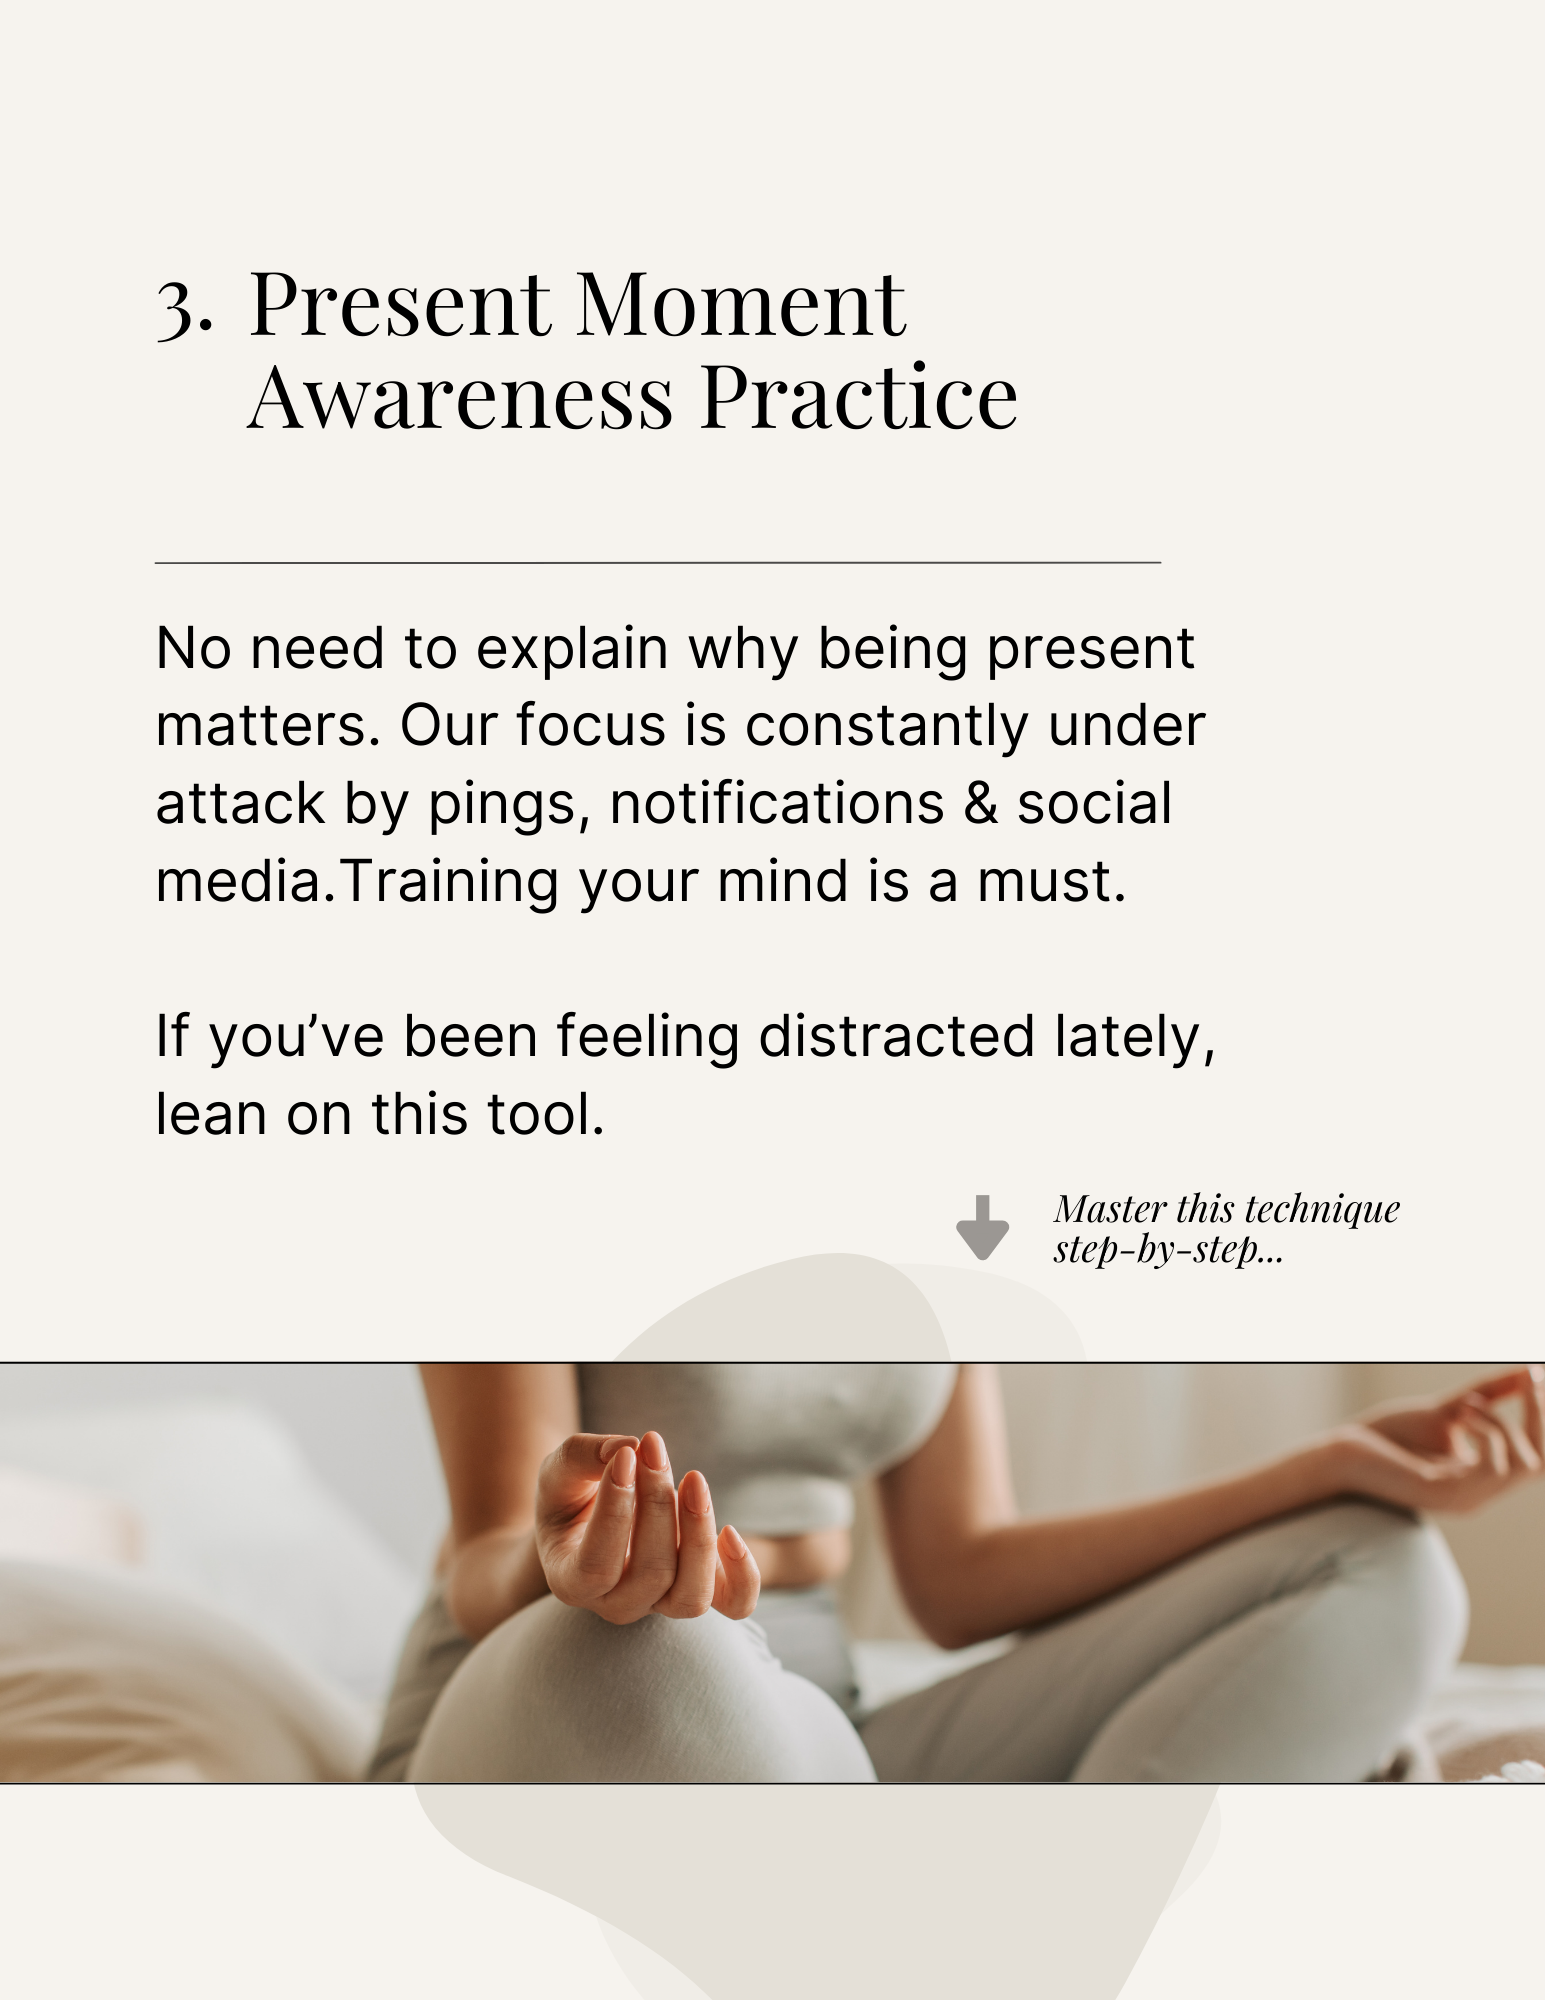 3. Present Moment
Awareness Practice
No need to explain why being present
matters. Our focus is constantly under
attack by pings, notifications & social
media.Training your mind is a must.
If you’ve been feeling distracted lately,
lean on this tool.
Master this technique
step-by-step...